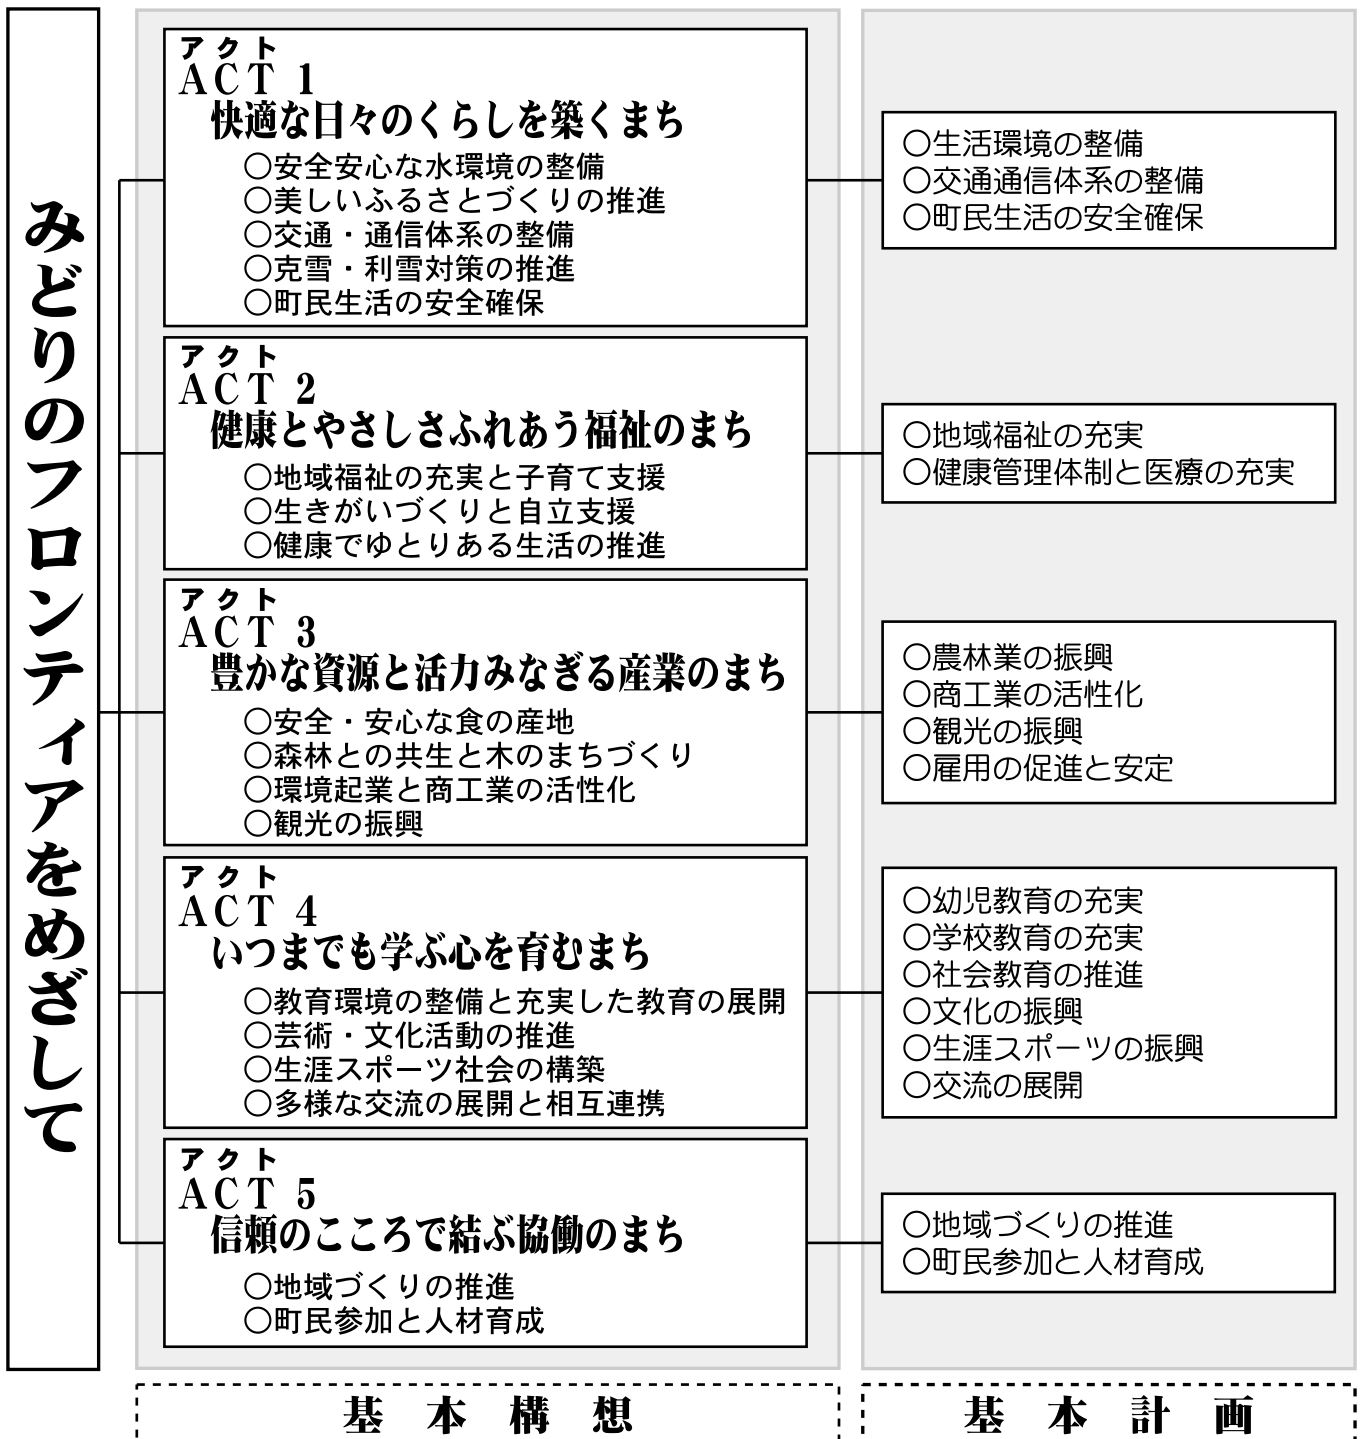 みどりのフロンティアをめざして
アクト
ACT 1
快適な日々のくらしを築くまち
○安全安心な水環境の整備
○美しいふるさとづくりの推進
○交通・通信体系の整備
○克雪・利雪対策の推進
○町民生活の安全確保
○生活環境の整備
○交通通信体系の整備
○町民生活の安全確保
アクト
ACT 2
健康とやさしさふれあう福祉のまち
○地域福祉の充実と子育て支援
○生きがいづくりと自立支援
○健康でゆとりある生活の推進
○地域福祉の充実
○健康管理体制と医療の充実
アクト
ACT 3
豊かな資源と活力みなぎる産業のまち
○安全・安心な食の産地
○森林との共生と木のまちづくり
○環境起業と商工業の活性化
○観光の振興
○農林業の振興
○商工業の活性化
○観光の振興
○雇用の促進と安定
アクト
ACT 4
いつまでも学ぶ心を育むまち
○教育環境の整備と充実した教育の展開
○芸術・文化活動の推進
○生涯スポーツ社会の構築
○多様な交流の展開と相互連携
○幼児教育の充実
○学校教育の充実
○社会教育の推進
○文化の振興
○生涯スポーツの振興
○交流の展開
アクト
ACT 5
信頼のこころで結ぶ協働のまち
○地域づくりの推進
○町民参加と人材育成
○地域づくりの推進
○町民参加と人材育成
基本構想
基本計画